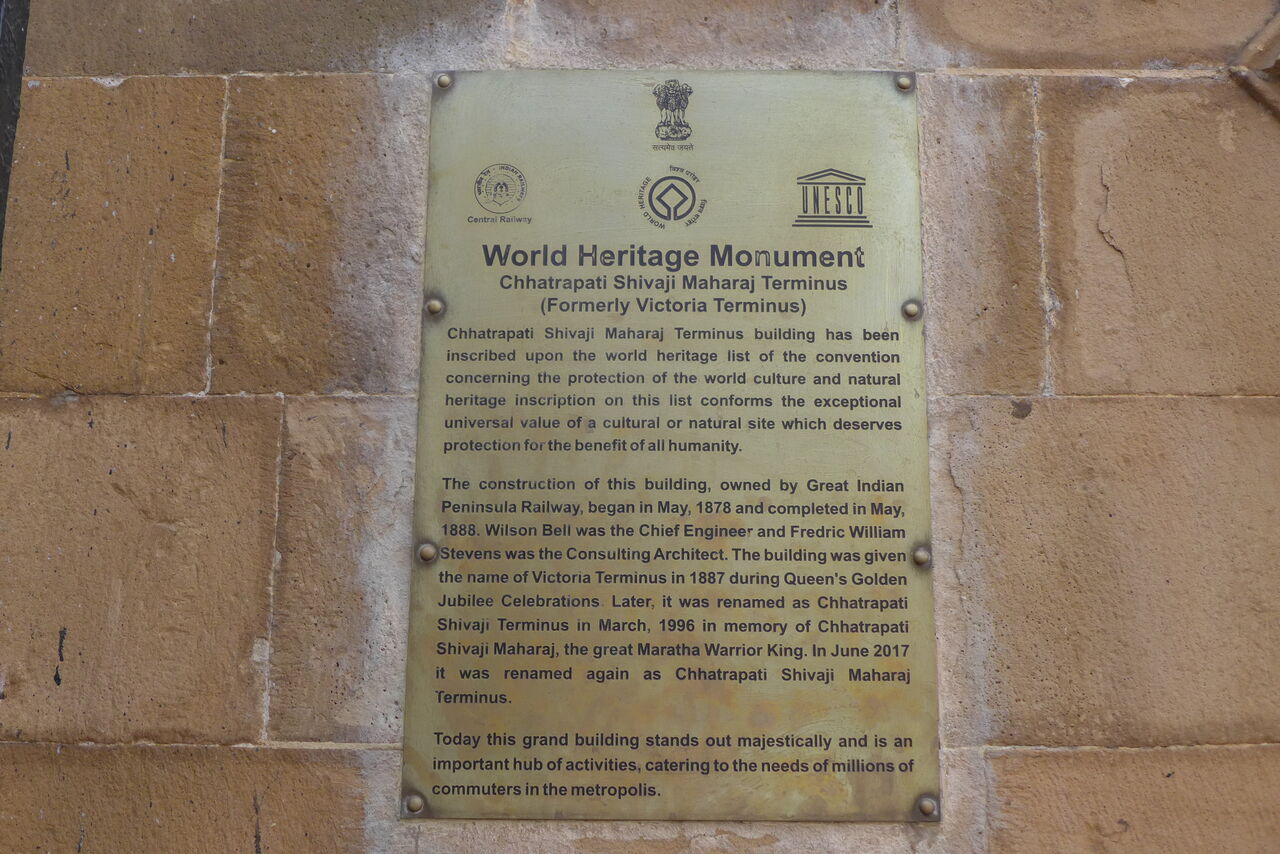 सत्यमेव जयते
INDIAN RAILWAYS
Central Railway
विश्व धरोहर
WORLD HERITAGE
UNESCO
World Heritage Monument
Chhatrapati Shivaji Maharaj Terminus
(Formerly Victoria Terminus)
Chhatrapati Shivaji Maharaj Terminus building has been
inscribed upon the world heritage list of the convention
concerning the protection of the world culture and natural
heritage inscription on this list conforms the exceptional
universal value of a cultural or natural site which deserves
protection for the benefit of all humanity.
The construction of this building, owned by Great Indian
Peninsula Railway, began in May, 1878 and completed in May,
1888. Wilson Bell was the Chief Engineer and Fredric William
Stevens was the Consulting Architect. The building was given
the name of Victoria Terminus in 1887 during Queen's Golden
Jubilee Celebrations. Later, it was renamed as Chhatrapati
Shivaji Terminus in March, 1996 in memory of Chhatrapati
Shivaji Maharaj, the great Maratha Warrior King. In June 2017
it was renamed again as Chhatrapati Shivaji Maharaj
Terminus.
Today this grand building stands out majestically and is an
important hub of activities, catering to the needs of millions of
commuters in the metropolis.